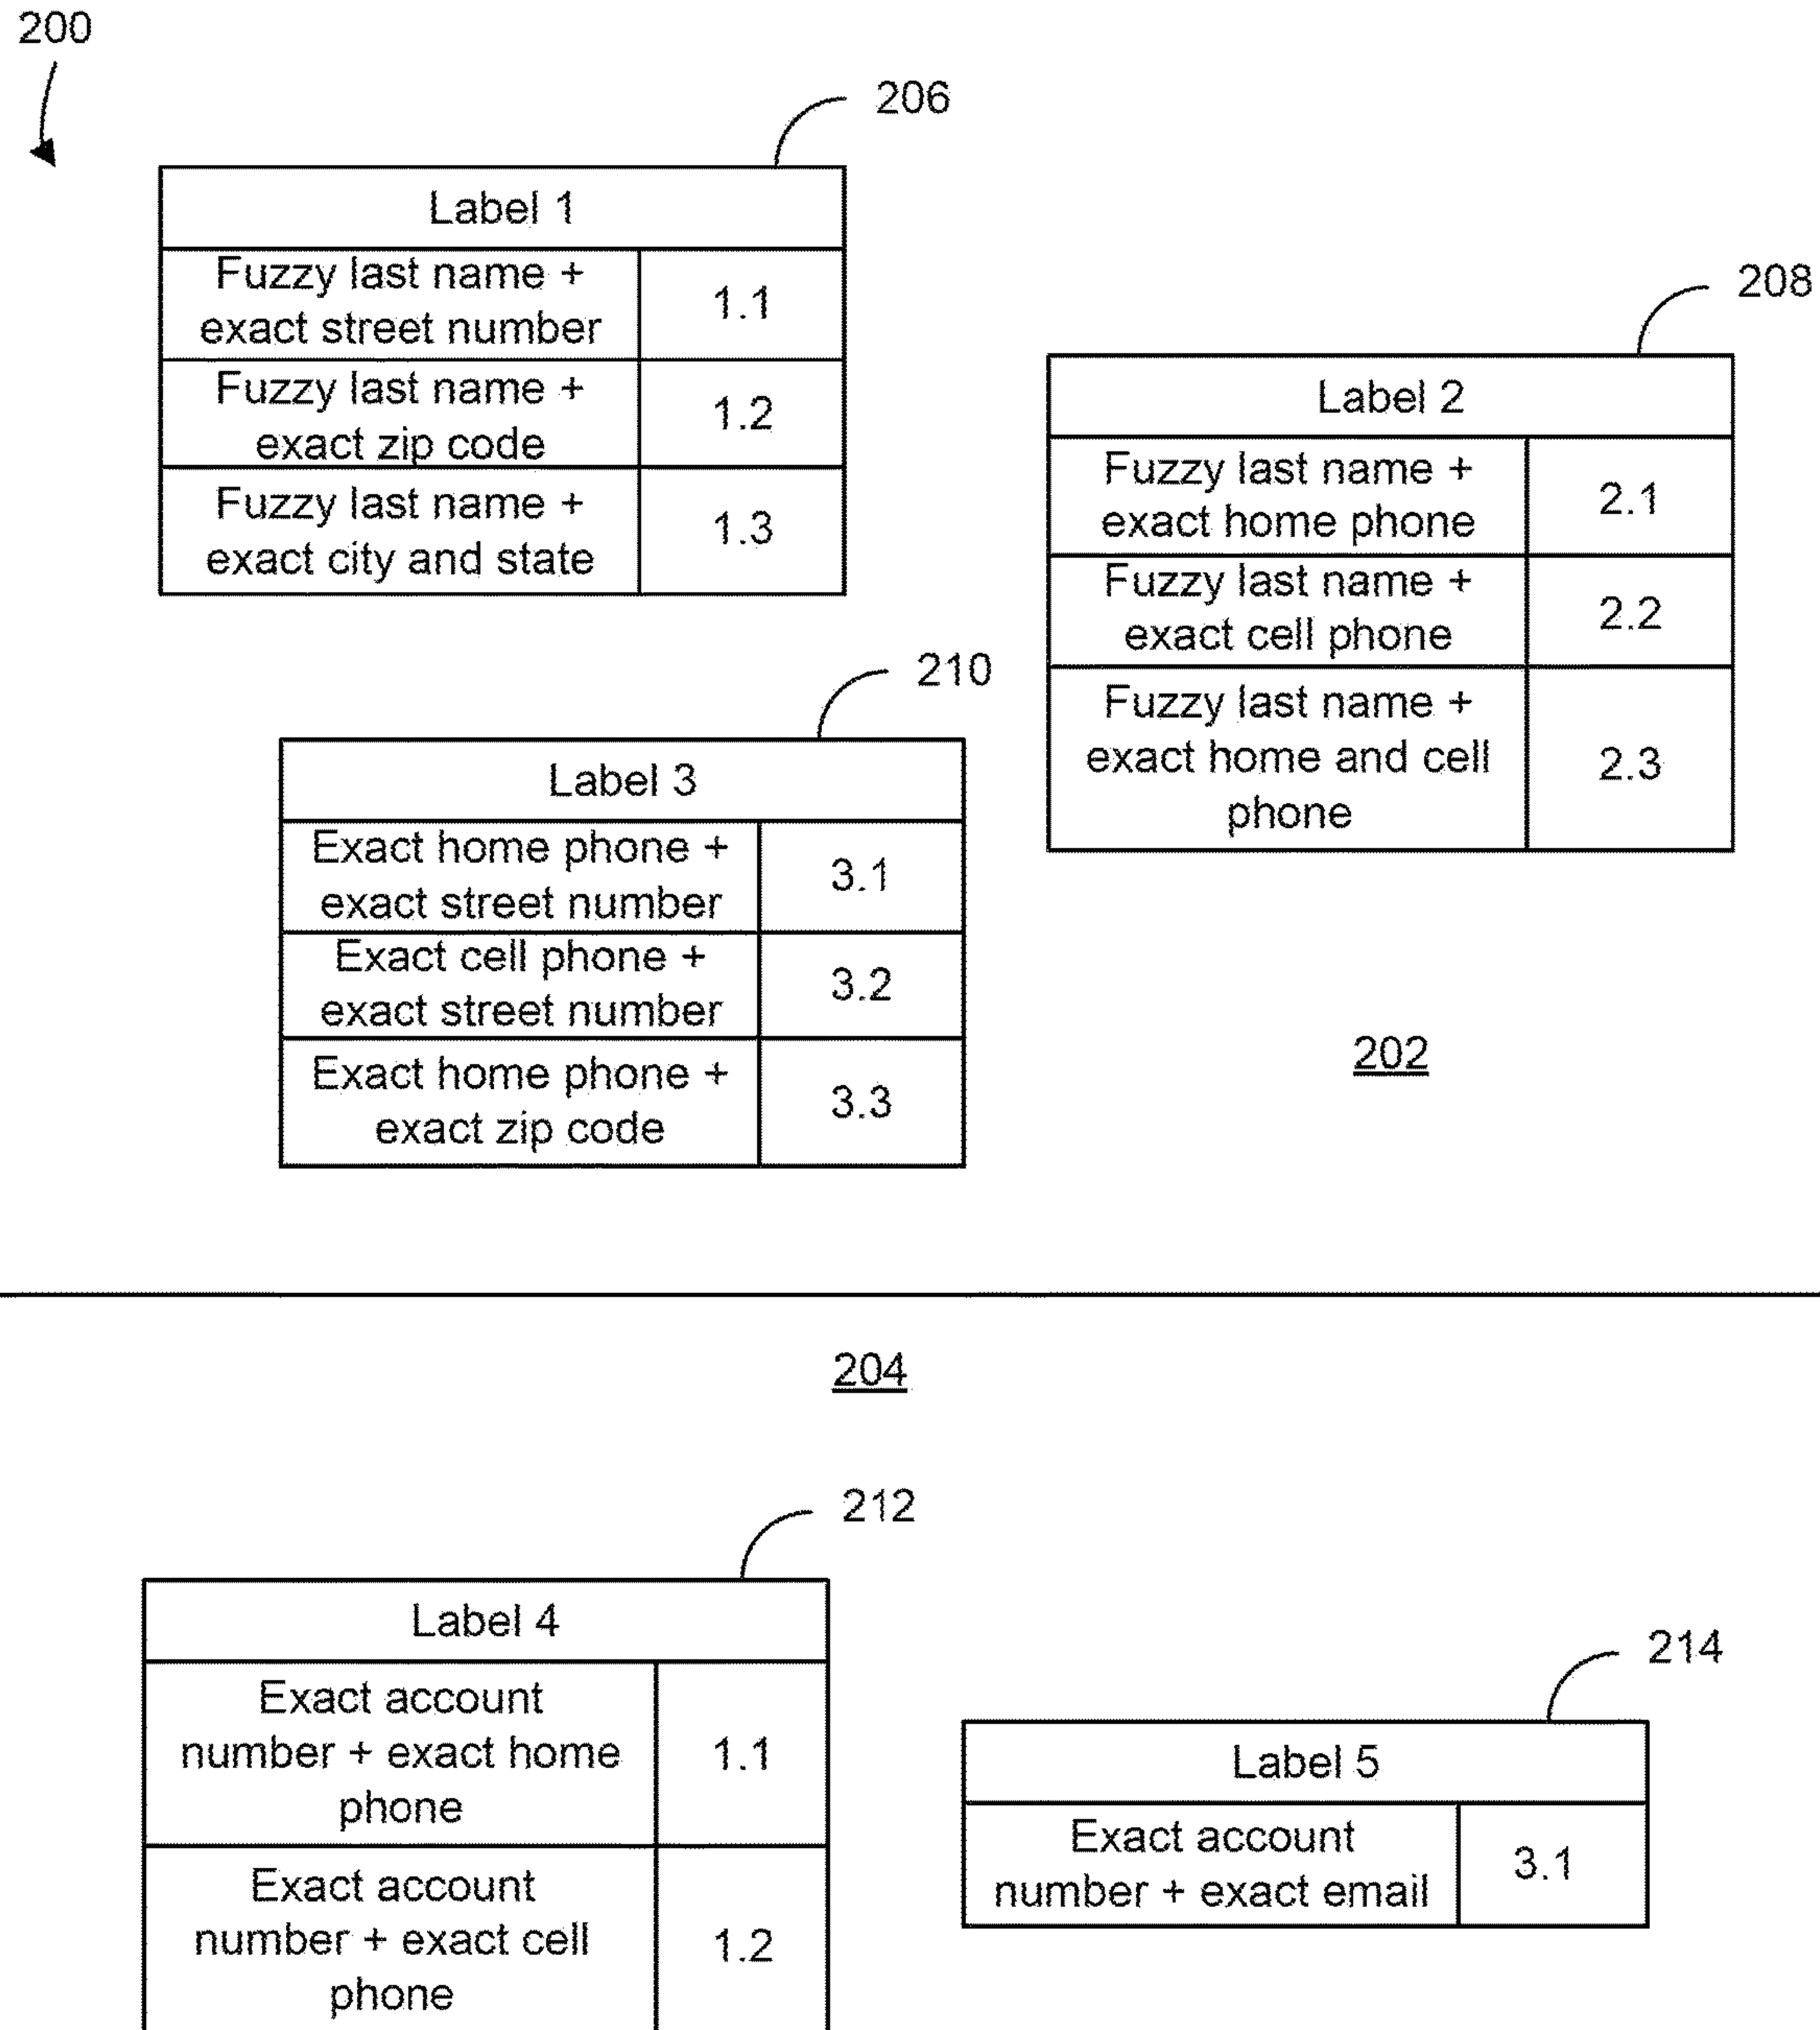 200
206
Label 1
Fuzzy last name +
exact street number
1.1
Fuzzy last name +
exact zip code
1.2
Fuzzy last name +
exact city and state
1.3
208
Label 2
Fuzzy last name +
exact home phone
2.1
Fuzzy last name +
exact cell phone
2.2
Fuzzy last name +
exact home and cell
phone
2.3
210
Label 3
Exact home phone +
exact street number
3.1
Exact cell phone +
exact street number
3.2
Exact home phone +
exact zip code
3.3
202
204
212
Label 4
Exact account
number + exact home
phone
1.1
Exact account
number + exact cell
phone
1.2
214
Label 5
Exact account
number + exact email
3.1